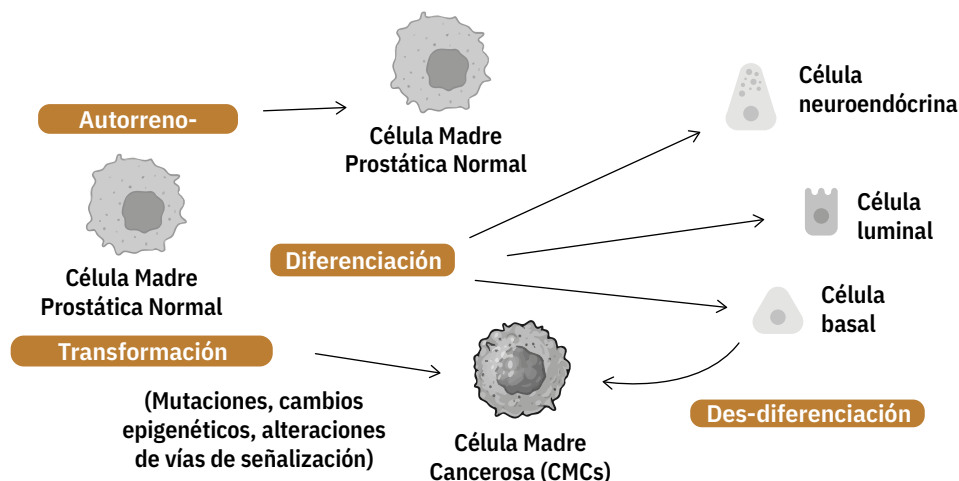 Autorreno-
Célula Madre
Prostática Normal
Célula
neuroendócrina
Célula Madre
Prostática Normal
Diferenciación
Célula
luminal
Célula
basal
Transformación
(Mutaciones, cambios
epigenéticos, alteraciones
de vías de señalización)
Célula Madre
Cancerosa (CMCs)
Des-diferenciación